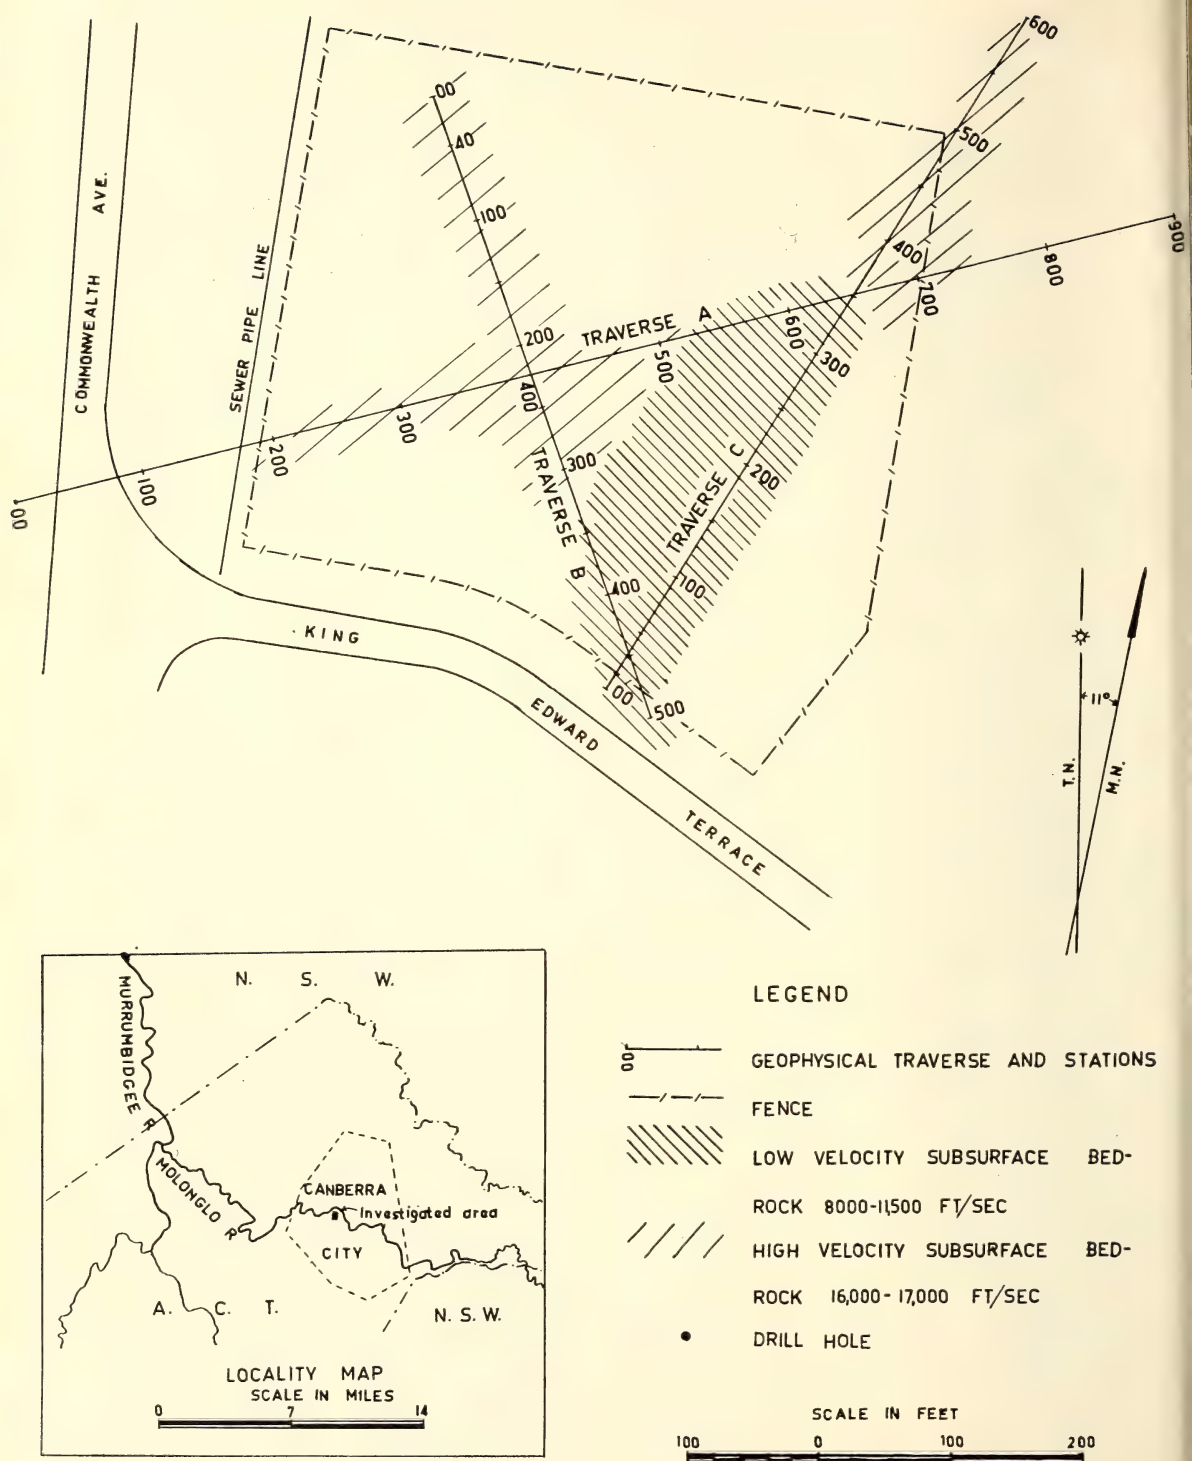 COMMONWEALTH AVE.
SEWER PIPE LINE
TRAVERSE A
00
100
200
300
400
500
600
700
800
900
TRAVERSE B
00
40
100
200
300
400
500
TRAVERSE C
00
100
200
300
400
500
600
KING EDWARD TERRACE
T.N.
M.N.
11°
N. S. W.
MURRUMBIDGEE R
MOLONGLO R
CANBERRA
Investigated area
CITY
A. C. T.
N. S. W.
LOCALITY MAP
SCALE IN MILES
0 7 14
LEGEND
00
GEOPHYSICAL TRAVERSE AND STATIONS
FENCE
LOW VELOCITY SUBSURFACE BED-
ROCK 8000-11,500 FT/SEC
HIGH VELOCITY SUBSURFACE BED-
ROCK 16,000-17,000 FT/SEC
DRILL HOLE
SCALE IN FEET
100 0 100 200